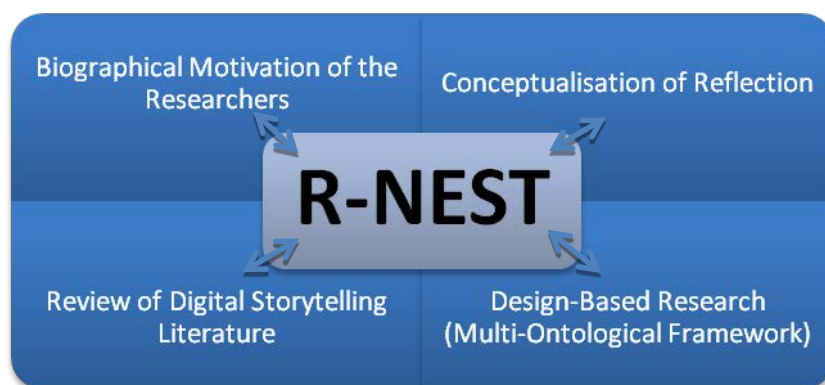 Biographical Motivation of the
Researchers
Conceptualisation of Reflection
R-NEST
Review of Digital Storytelling
Literature
Design-Based Research
(Multi-Ontological Framework)